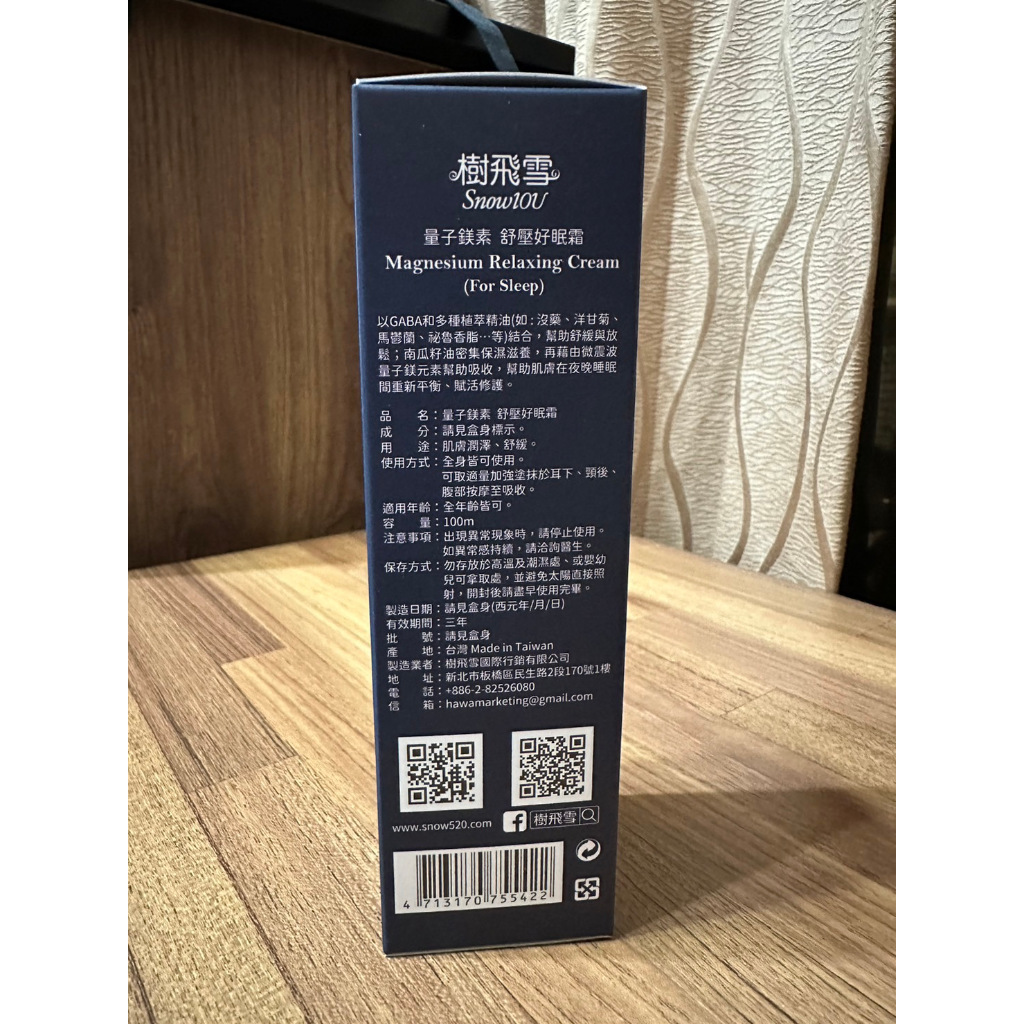 樹飛雪
Snow10U
量子鎂素 舒壓好眠霜
Magnesium Relaxing Cream
(For Sleep)
以GABA和多種植萃精油(如:沒藥、洋甘菊、
馬鬱蘭、祕魯香脂…等)結合，幫助舒緩與放
鬆；南瓜籽油密集保濕滋養，再藉由微震波
量子鎂元素幫助吸收，幫助肌膚在夜晚睡眠
間重新平衡、賦活修護。
品 名：量子鎂素 舒壓好眠霜
成 分：請見盒身標示。
用 途：肌膚潤澤、舒緩。
使用方式：全身皆可使用。
可取適量加強塗抹於耳下、頸後、
腹部按摩至吸收。
適用年齡：全年齡皆可。
容 量：100m
注意事項：出現異常現象時，請停止使用。
如異常感持續，請洽詢醫生。
保存方式：勿存放於高溫及潮濕處、或嬰幼
兒可拿取處，並避免太陽直接照
射，開封後請盡早使用完畢。
製造日期：請見盒身(西元年/月/日)
有效期間：三年
批 號：請見盒身
產 地：台灣 Made in Taiwan
製造業者：樹飛雪國際行銷有限公司
地 址：新北市板橋區民生路2段170號1樓
電 話：+886-2-82526080
信 箱：hawamarketing@gmail.com
www.snow520.com
樹飛雪
4 713170 755422